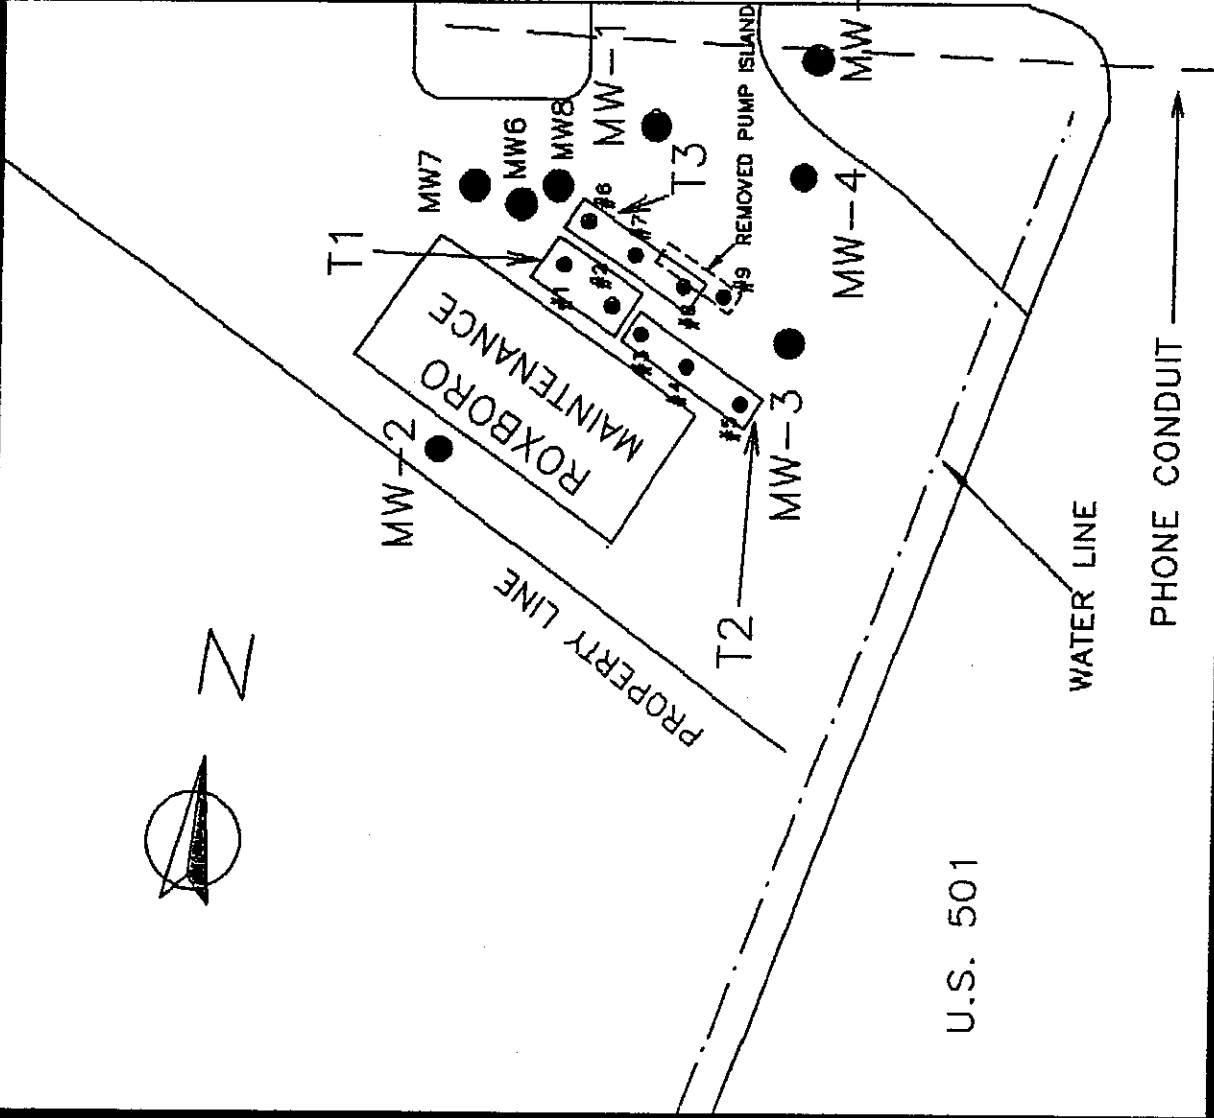 N
PROPERTY LINE
ROXBORO
MAINTENANCE
MW-2
T1
MW7
MW6
MW8
MW-1
T3
#1
#2
#3
#4
#5
#6
#7
#8
#9
REMOVED PUMP ISLAND
T2
MW-3
MW-4
MW
WATER LINE
PHONE CONDUIT
U.S. 501